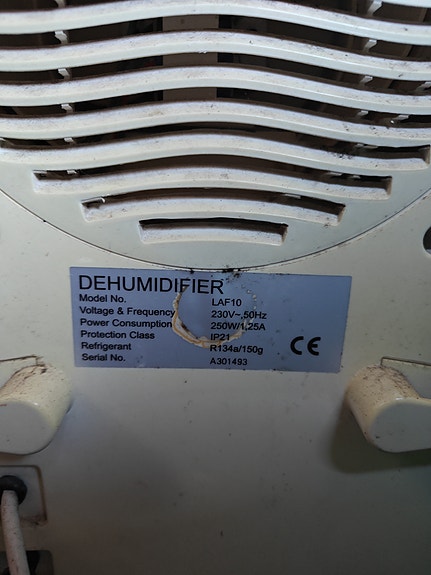 DEHUMIDIFIER
Model No. LAF10
Voltage & Frequency 230V~,50Hz
Power Consumption 250W/1,25A
Protection Class IP21
Refrigerant R134a/150g
Serial No. A301493
CE